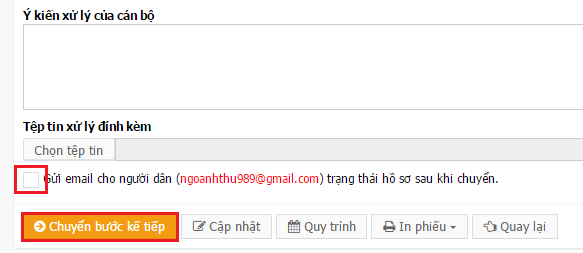 Ý kiến xử lý của cán bộ
Tệp tin xử lý đính kèm
Chọn tệp tin
Gửi email cho người dân (ngoanhthu989@gmail.com) trạng thái hồ sơ sau khi chuyển.
Chuyển bước kế tiếp Cập nhật Quy trình In phiếu Quay lại